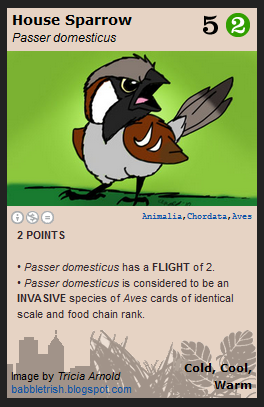 House Sparrow
Passer domesticus
5 2
Animalia,Chordata,Aves
2 POINTS
• Passer domesticus has a FLIGHT of 2.
• Passer domesticus is considered to be an
INVASIVE species of Aves cards of identical
scale and food chain rank.
Cold, Cool,
Warm
Image by Tricia Arnold
babbletrish.blogspot.com